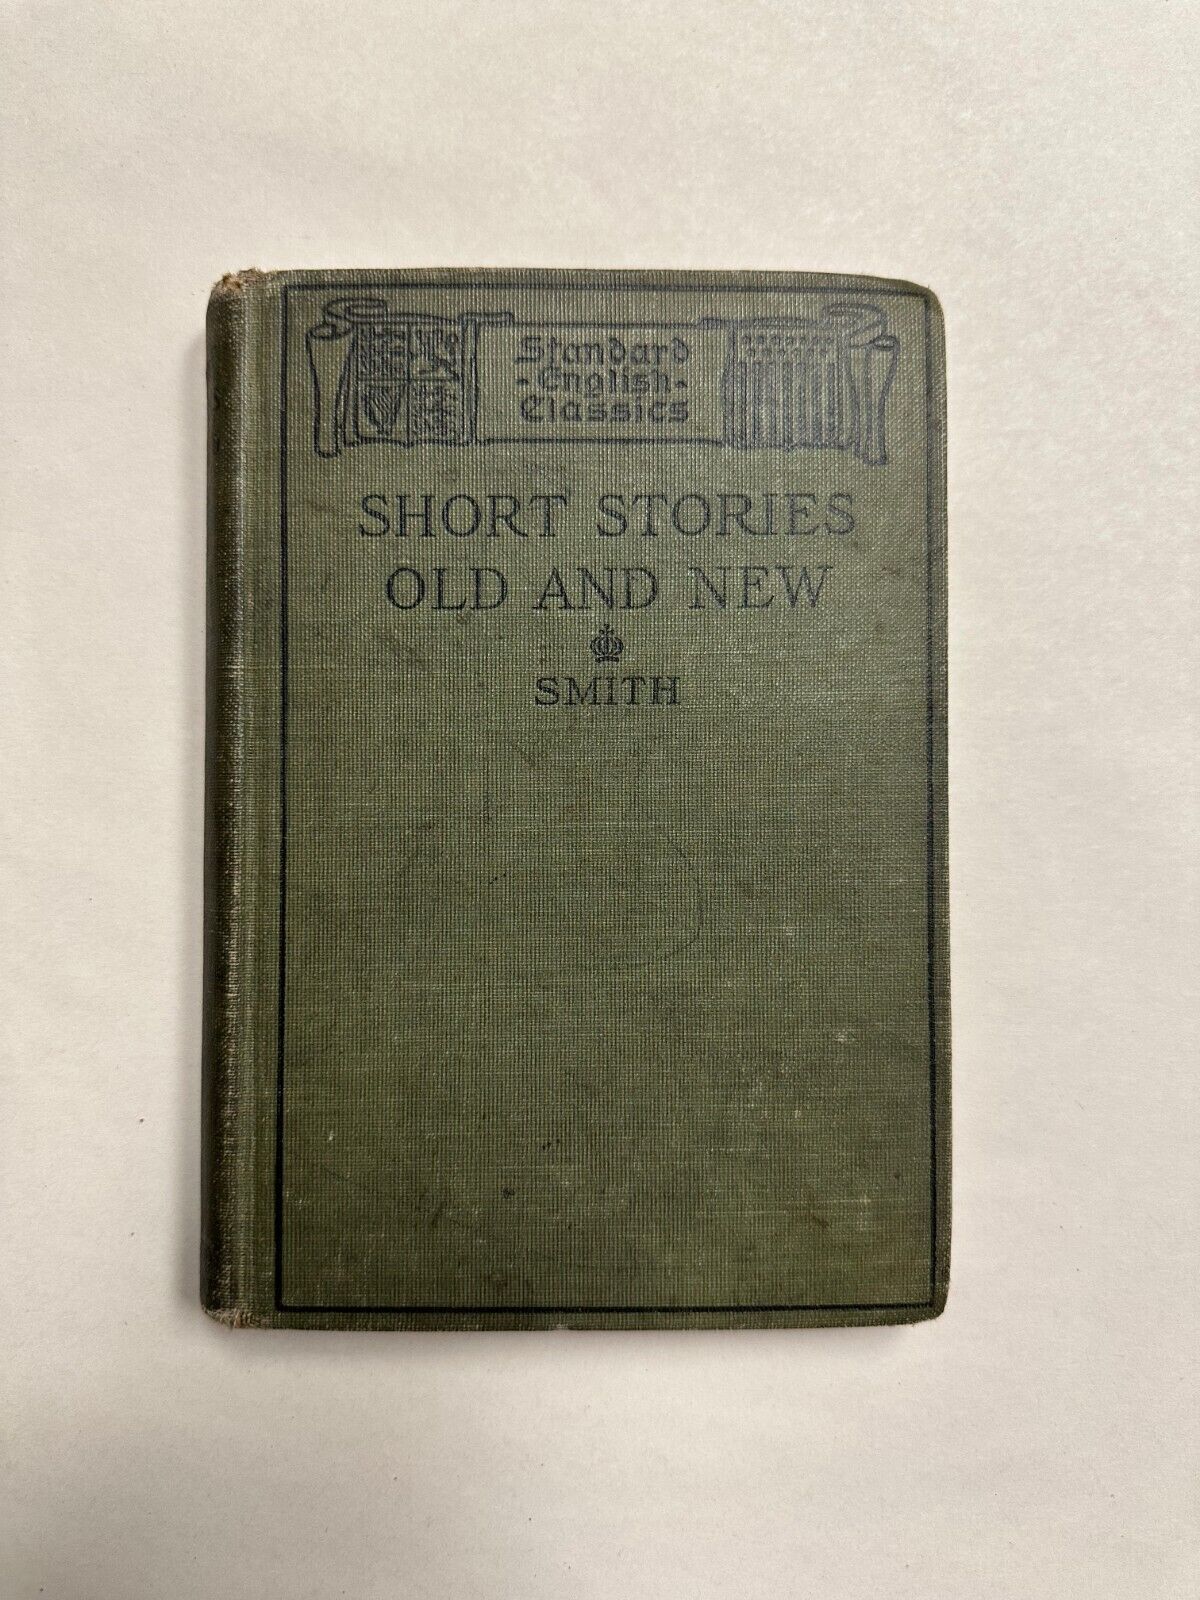 Standard
- English -
Classics
SHORT STORIES
OLD AND NEW
SMITH